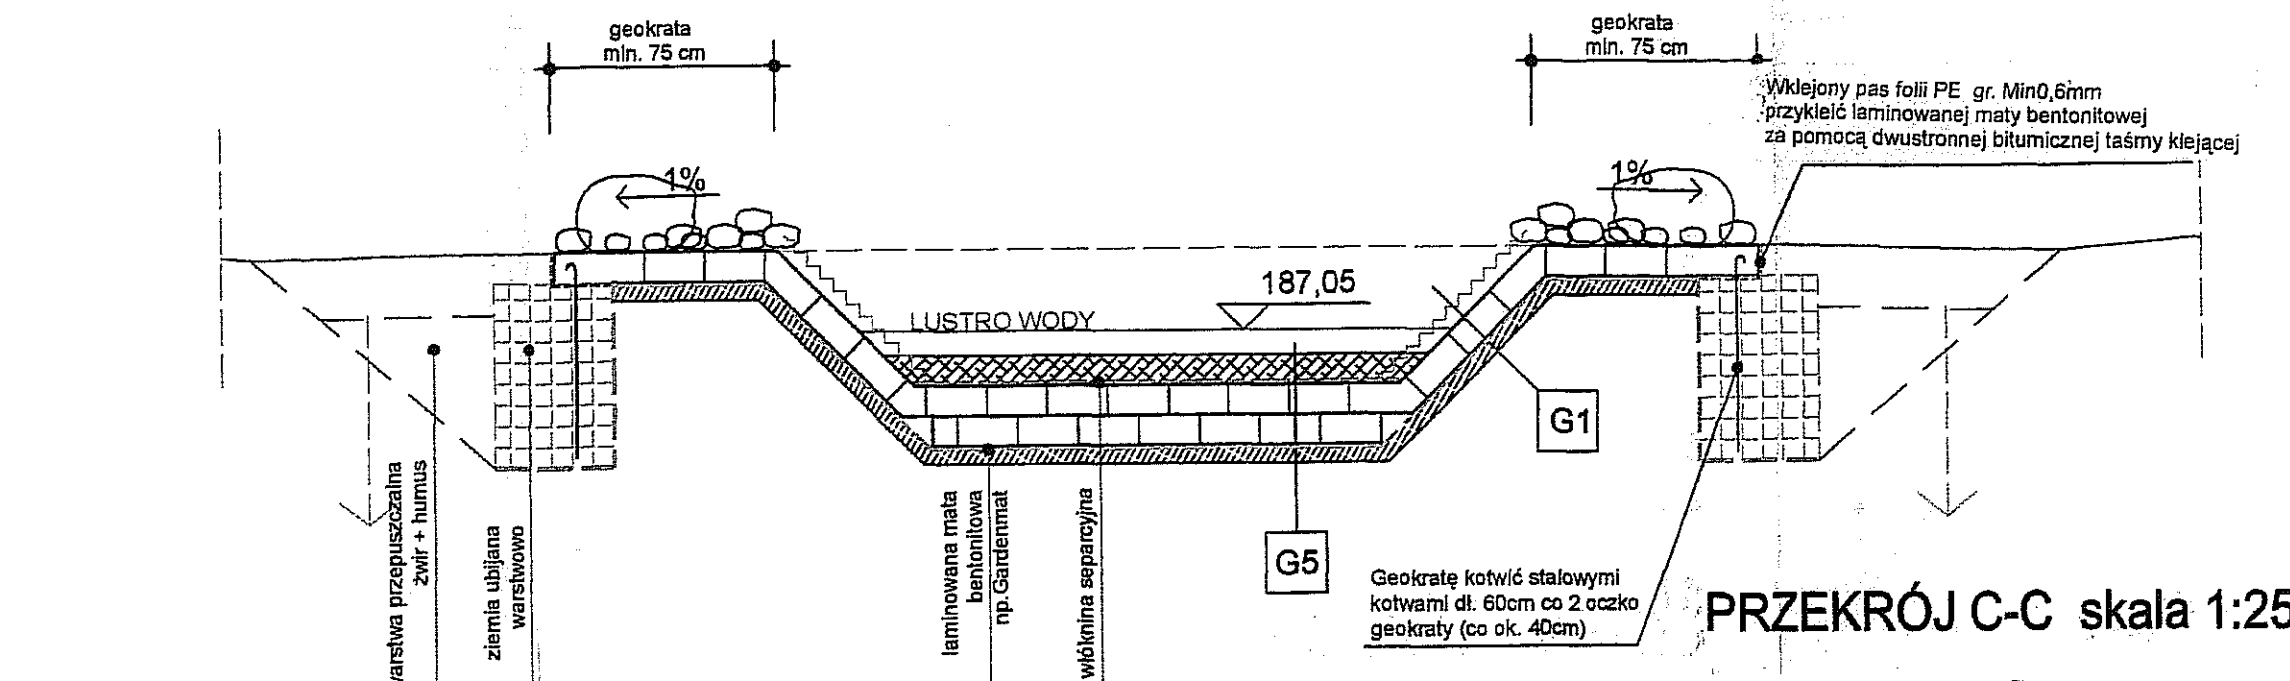 geokrata
min. 75 cm
geokrata
min. 75 cm
Wklejony pas folii PE gr. Min0,6mm
przykleić laminowanej maty bentonitowej
za pomocą dwustronnej bitumicznej taśmy klejącej
1%
1%
187,05
LUSTRO WODY
G1
G5
warstwa przepuszczalna
żwir + humus
ziemia ubijana
warstwowo
laminowana mata
bentonitowa
np.Gardenmat
włóknina separcyjna
Geokratę kotwić stalowymi
kotwami dł. 60cm co 2 oczko
geokraty (co ok. 40cm)
PRZEKRÓJ C-C skala 1:25